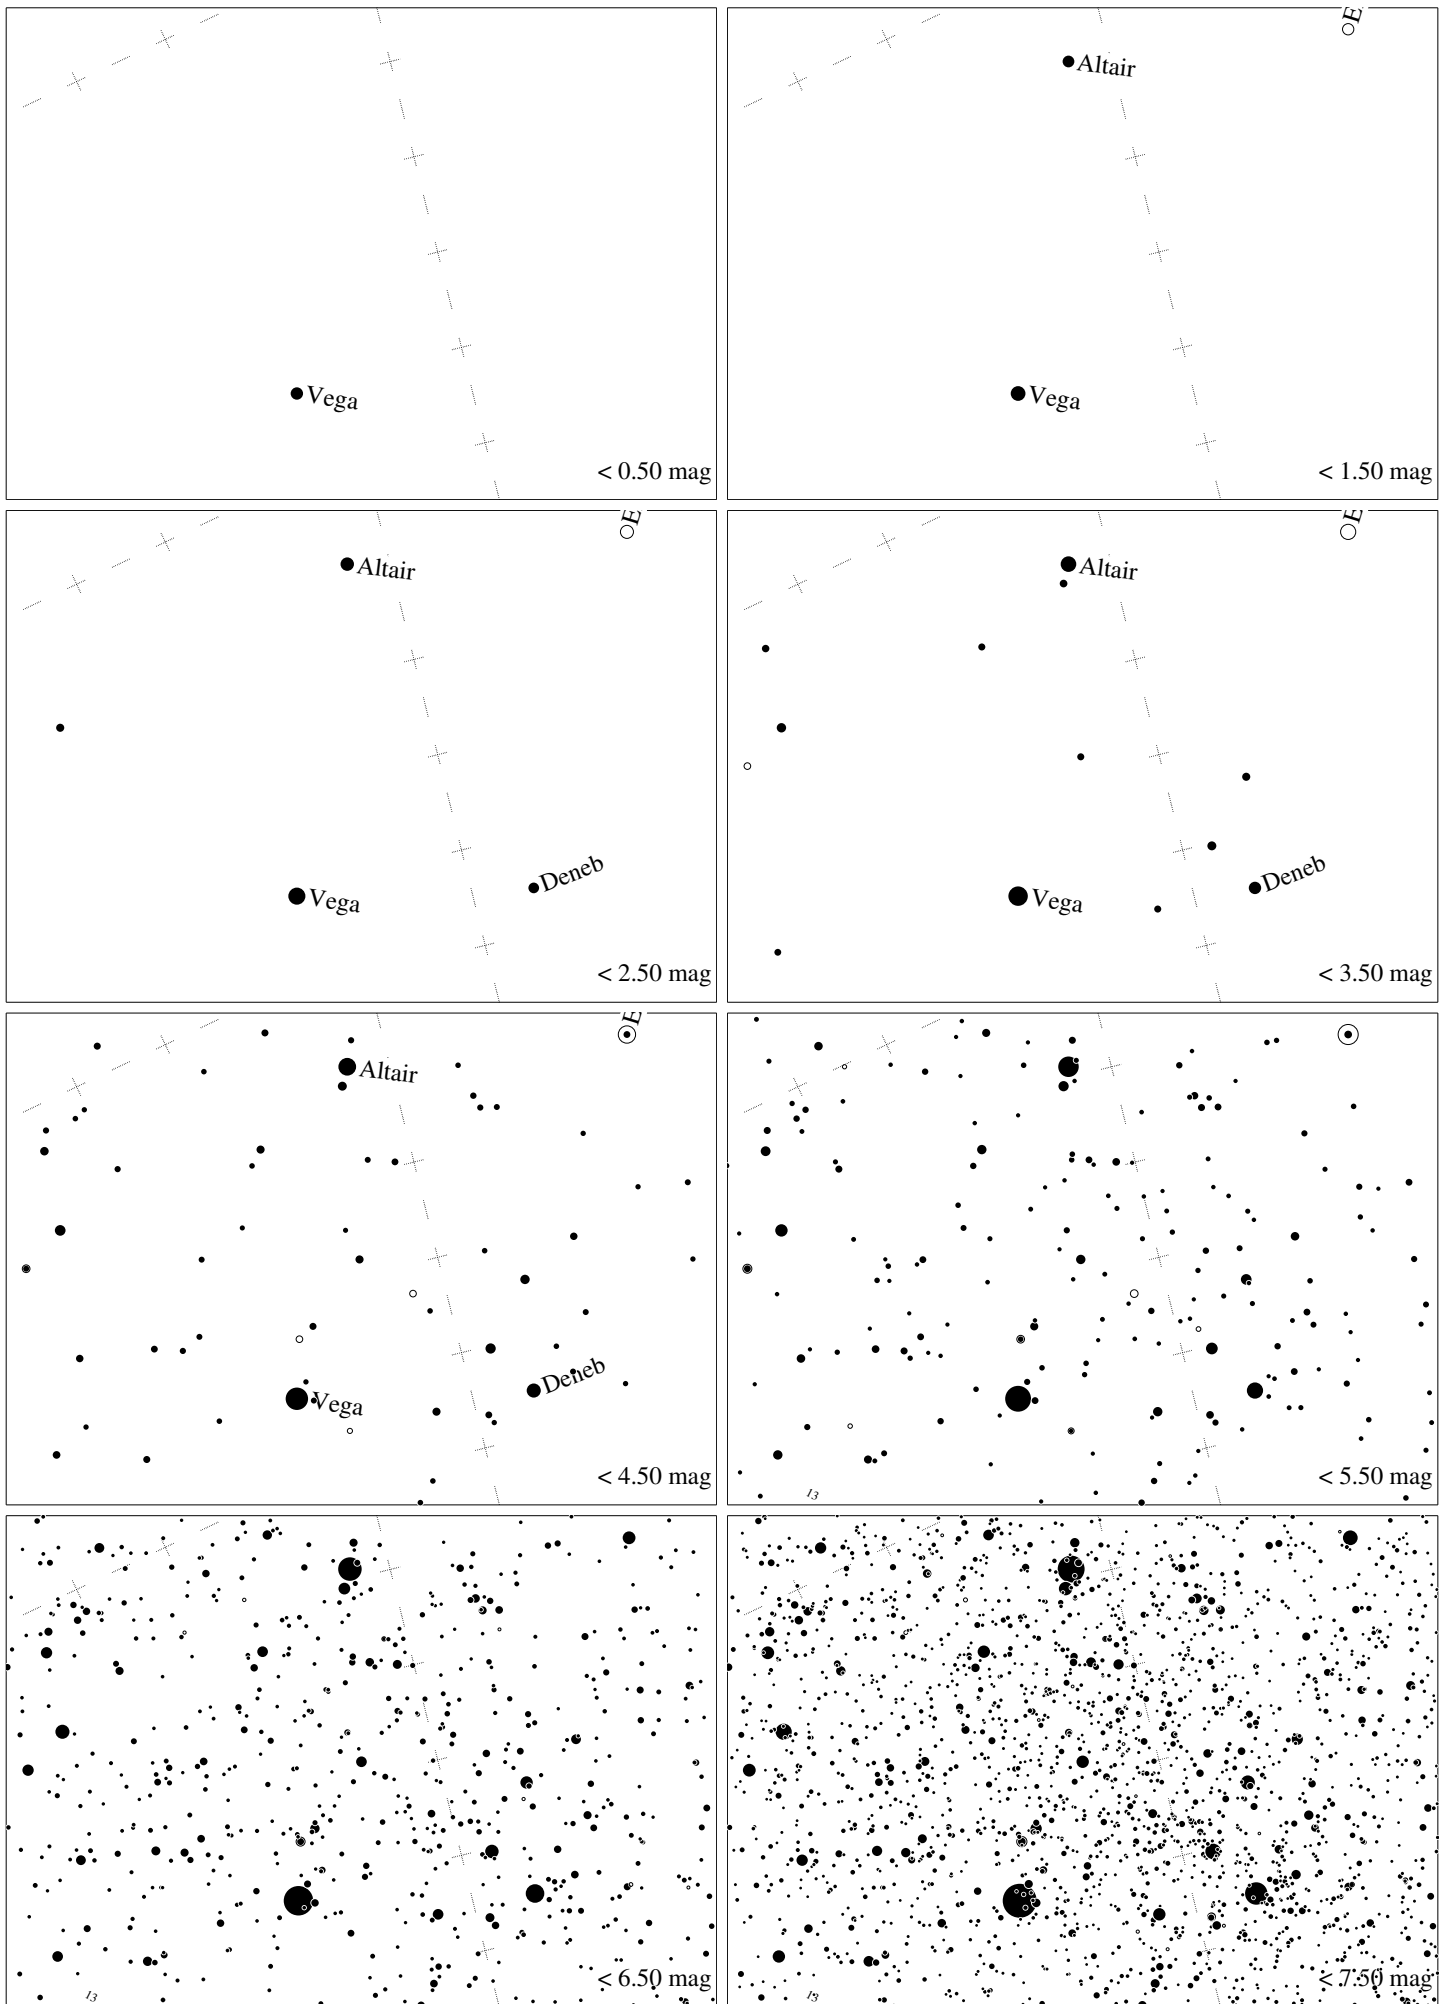 Vega
< 0.50 mag
E
Altair
Vega
< 1.50 mag
E
Altair
Deneb
Vega
< 2.50 mag
E
Altair
Deneb
Vega
< 3.50 mag
E
Altair
Deneb
Vega
< 4.50 mag
13
< 5.50 mag
13
< 6.50 mag
13
< 7.50 mag